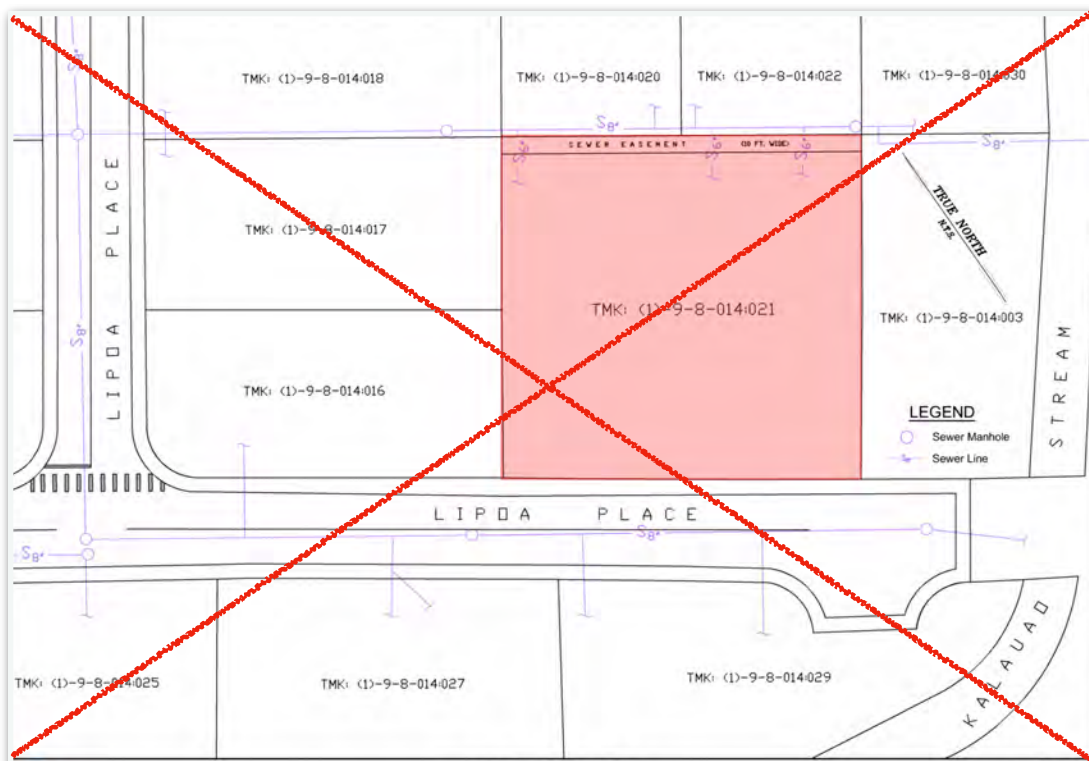 TMK: (1)-9-8-014:018
TMK: (1)-9-8-014:020
TMK: (1)-9-8-014:022
TMK: (1)-9-8-014:030
S8"
S8"
S8"
SEWER EASEMENT (10 FT. WIDE)
S6"
S6"
S6"
LIPOA PLACE
TMK: (1)-9-8-014:017
TRUE NORTH
N.T.S.
TMK: (1)-9-8-014:021
TMK: (1)-9-8-014:003
S8"
STREAM
TMK: (1)-9-8-014:016
LEGEND
Sewer Manhole
Sewer Line
LIPOA PLACE
S8"
S8"
TMK: (1)-9-8-014:025
TMK: (1)-9-8-014:027
TMK: (1)-9-8-014:029
KALAUAO